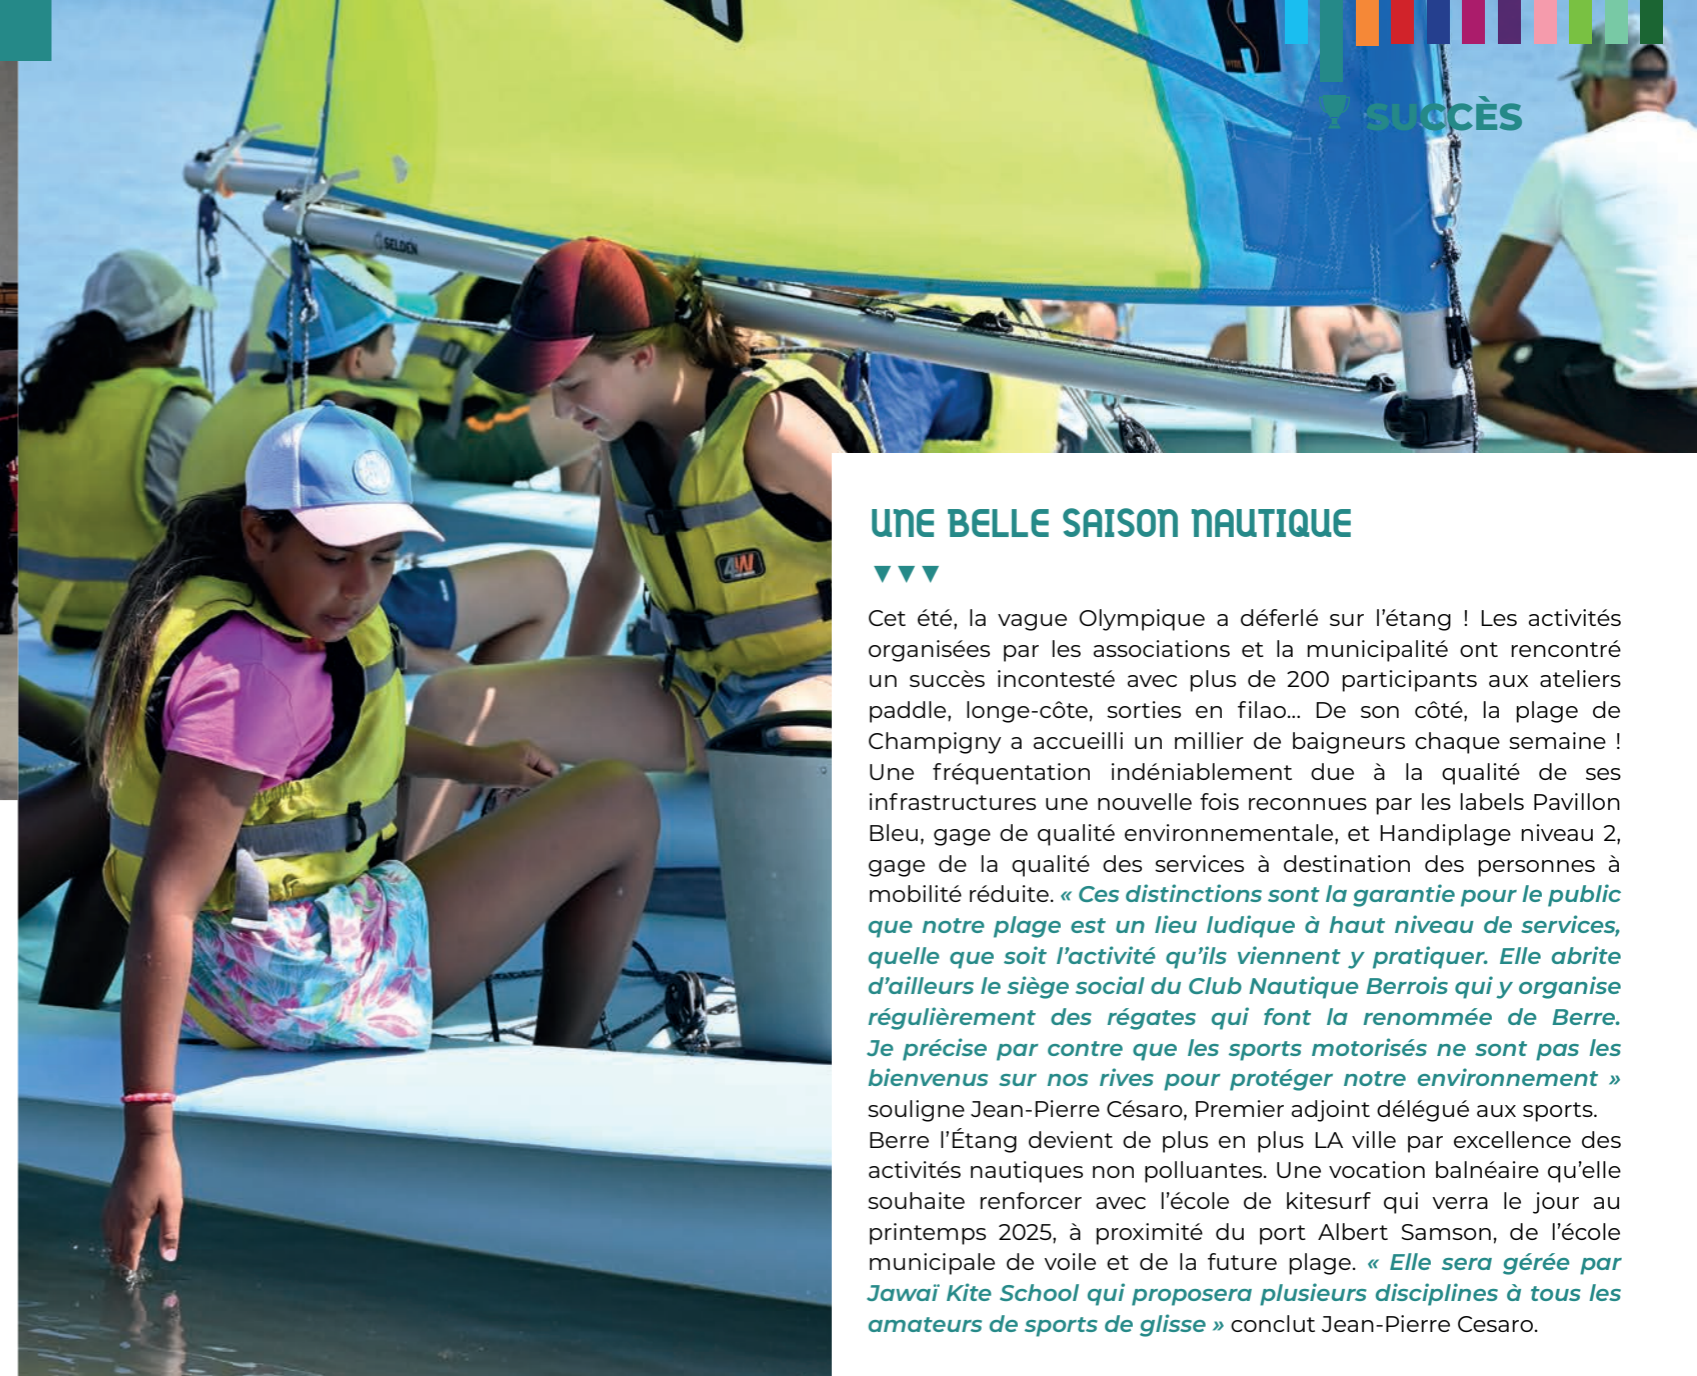 SUCCÈS
SELDÉN
4W
UNE BELLE SAISON NAUTIQUE
Cet été, la vague Olympique a déferlé sur l’étang ! Les activités
organisées par les associations et la municipalité ont rencontré
un succès incontesté avec plus de 200 participants aux ateliers
paddle, longe-côte, sorties en filao... De son côté, la plage de
Champigny a accueilli un millier de baigneurs chaque semaine !
Une fréquentation indéniablement due à la qualité de ses
infrastructures une nouvelle fois reconnues par les labels Pavillon
Bleu, gage de qualité environnementale, et Handiplage niveau 2,
gage de la qualité des services à destination des personnes à
mobilité réduite. « Ces distinctions sont la garantie pour le public
que notre plage est un lieu ludique à haut niveau de services,
quelle que soit l’activité qu’ils viennent y pratiquer. Elle abrite
d’ailleurs le siège social du Club Nautique Berrois qui y organise
régulièrement des régates qui font la renommée de Berre.
Je précise par contre que les sports motorisés ne sont pas les
bienvenus sur nos rives pour protéger notre environnement »
souligne Jean-Pierre Césaro, Premier adjoint délégué aux sports.
Berre l’Étang devient de plus en plus LA ville par excellence des
activités nautiques non polluantes. Une vocation balnéaire qu’elle
souhaite renforcer avec l’école de kitesurf qui verra le jour au
printemps 2025, à proximité du port Albert Samson, de l’école
municipale de voile et de la future plage. « Elle sera gérée par
Jawaï Kite School qui proposera plusieurs disciplines à tous les
amateurs de sports de glisse » conclut Jean-Pierre Cesaro.